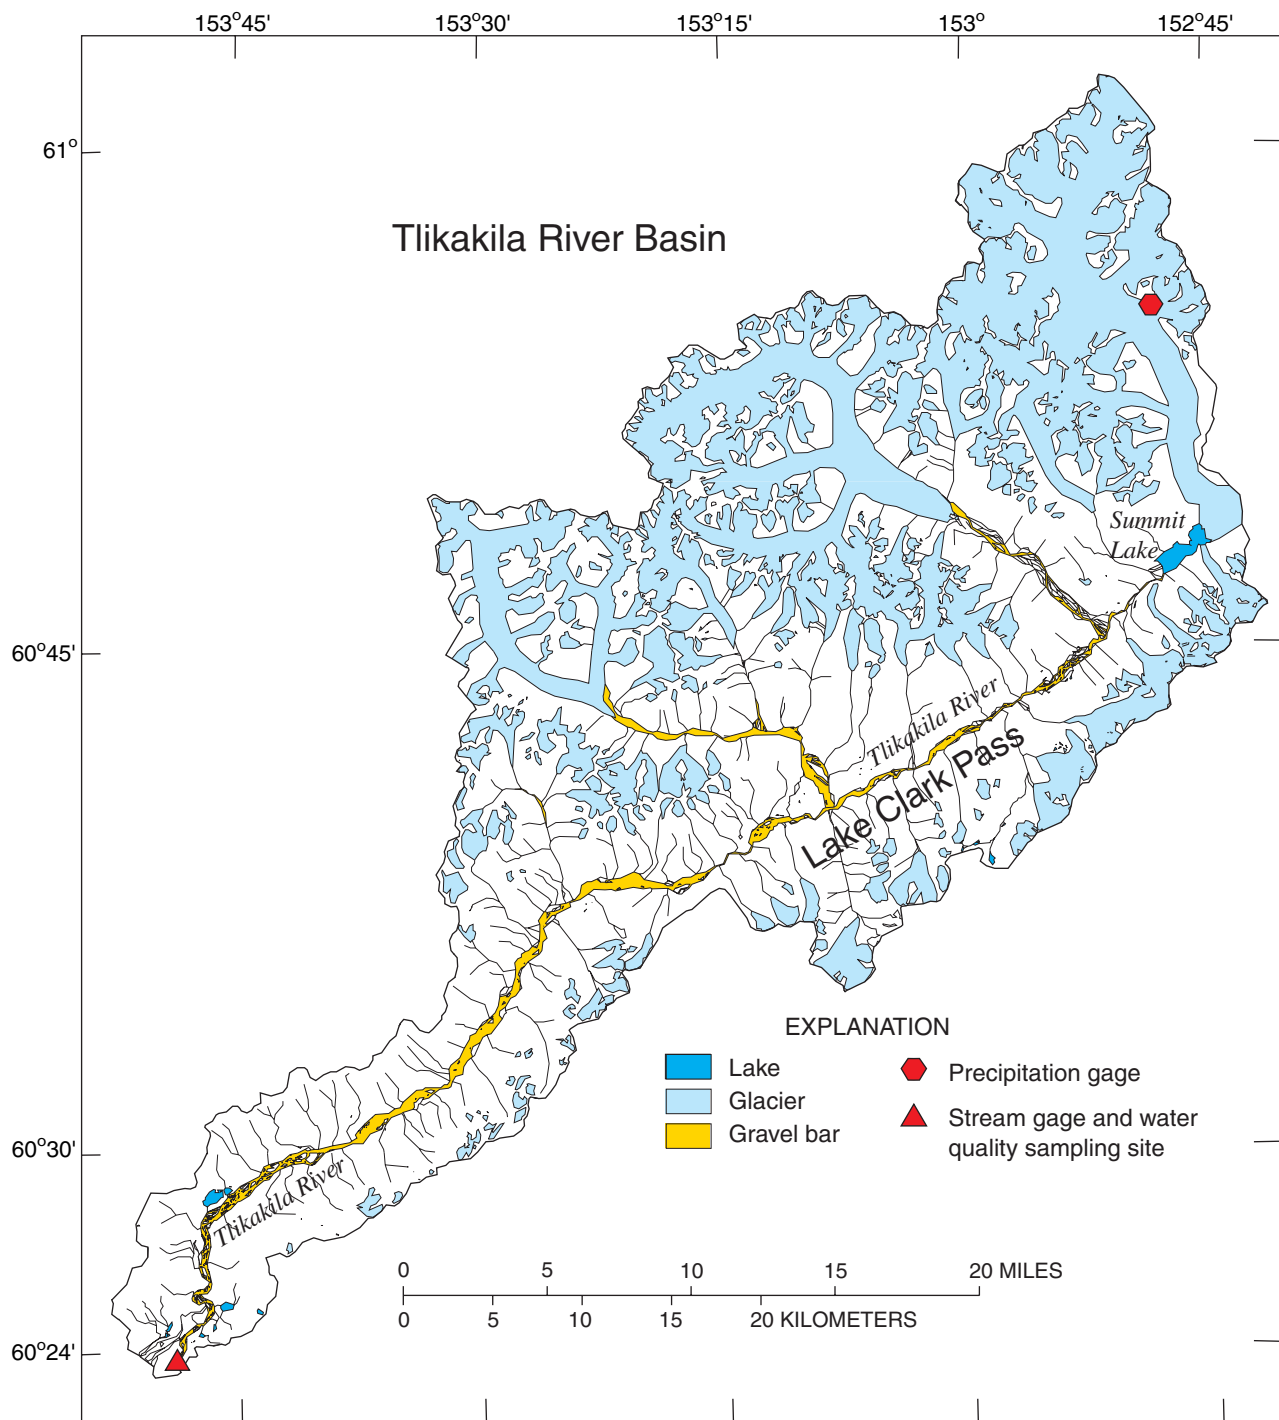 153°45'
153°30'
153°15'
153°
152°45'
61°
Tlikakila River Basin
Summit
Lake
60°45'
Tlikakila River
Lake Clark Pass
EXPLANATION
Lake
Glacier
Gravel bar
Precipitation gage
Stream gage and water
quality sampling site
60°30'
Tlikakila River
0 5 10 15 20 MILES
0 5 10 15 20 KILOMETERS
60°24'